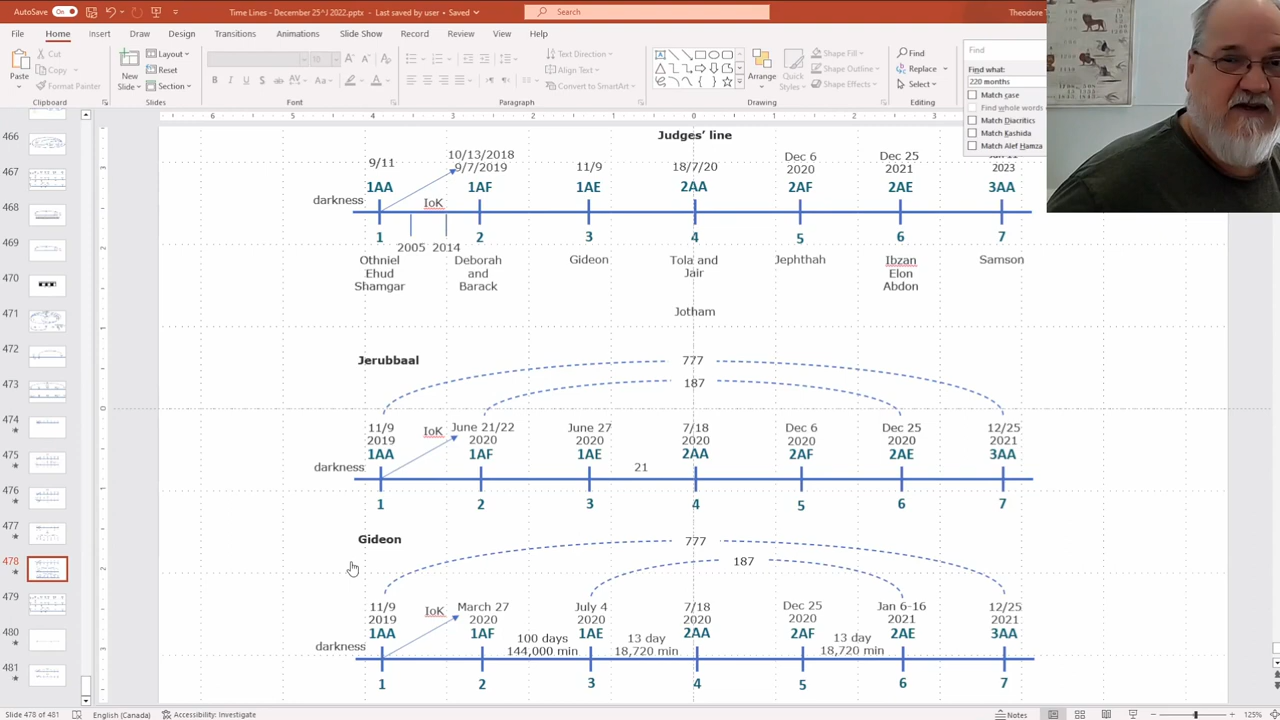 AutoSave On Time Lines - December 25^J 2022.pptx - Last saved by user • Saved Search Theodore T
File Home Insert Draw Design Transitions Animations Slide Show Record Review View Help
Paste Cut Copy Format Painter Clipboard
New Slide Layout Reset Section Slides
Font
Text Direction Align Text Convert to SmartArt Paragraph
Arrange Quick Styles Shape Fill Shape Outline Shape Effects Drawing
Find Replace Select Editing
Find
Find what:
220 months
Match case
Find whole words
Match Diacritics
Match Kashida
Match Alef Hamza
466
467
468
469
470
471
472
473
474
475
476
477
478
479
480
481
Judges’ line
9/11 10/13/2018 11/9 18/7/20 Dec 6 Dec 25
9/7/2019 2020 2021 2023
1AA 1AF 1AE 2AA 2AF 2AE 3AA
darkness IoK
1 2 3 4 5 6 7
2005 2014
Othniel Deborah Gideon Tola and Jephthah Ibzan Samson
Ehud and Jair Elon
Shamgar Barack Abdon
Jotham
Jerubbaal
777
187
11/9 IoK June 21/22 June 27 7/18 Dec 6 Dec 25 12/25
2019 2020 2020 2020 2020 2020 2021
1AA 1AF 1AE 2AA 2AF 2AE 3AA
darkness 21
1 2 3 4 5 6 7
Gideon
777
187
11/9 IoK March 27 July 4 7/18 Dec 25 Jan 6-16 12/25
2019 2020 2020 2020 2020 2021 2021
1AA 1AF 1AE 2AA 2AF 2AE 3AA
darkness 100 days 13 day 13 day
144,000 min 18,720 min 18,720 min
1 2 3 4 5 6 7
Slide 478 of 481 English (Canada) Accessibility: Investigate Notes 125%